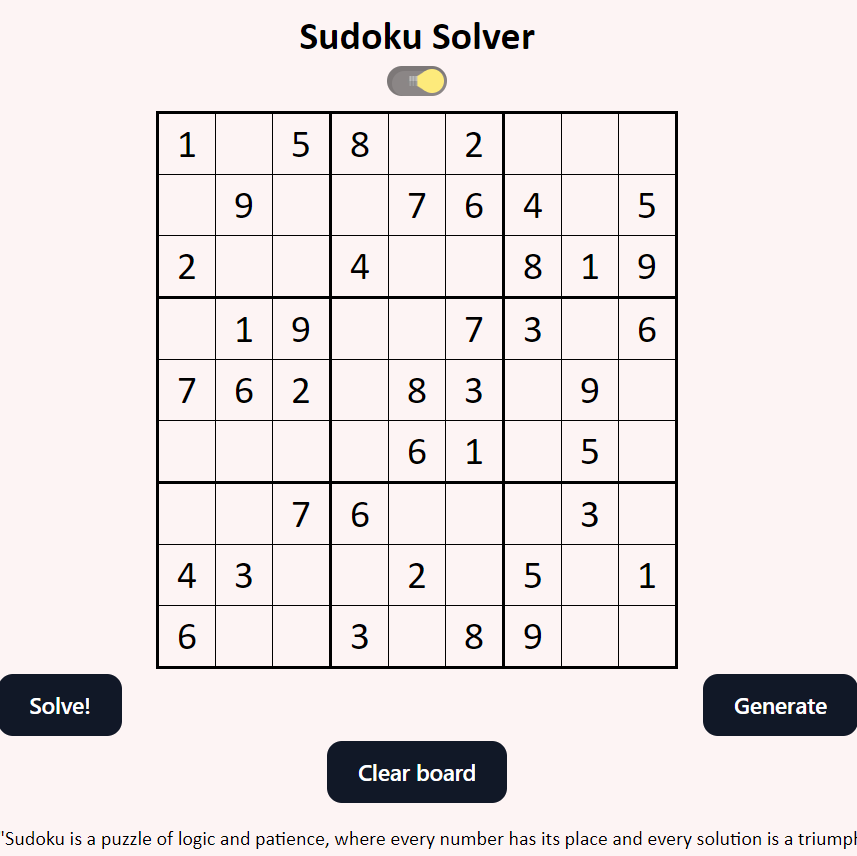 Sudoku Solver
1 5 8 2
9 7 6 4 5
2 4 8 1 9
1 9 7 3 6
7 6 2 8 3 9
6 1 5
7 6 3
4 3 2 5 1
6 3 8 9
Solve!
Generate
Clear board
'Sudoku is a puzzle of logic and patience, where every number has its place and every solution is a triumph